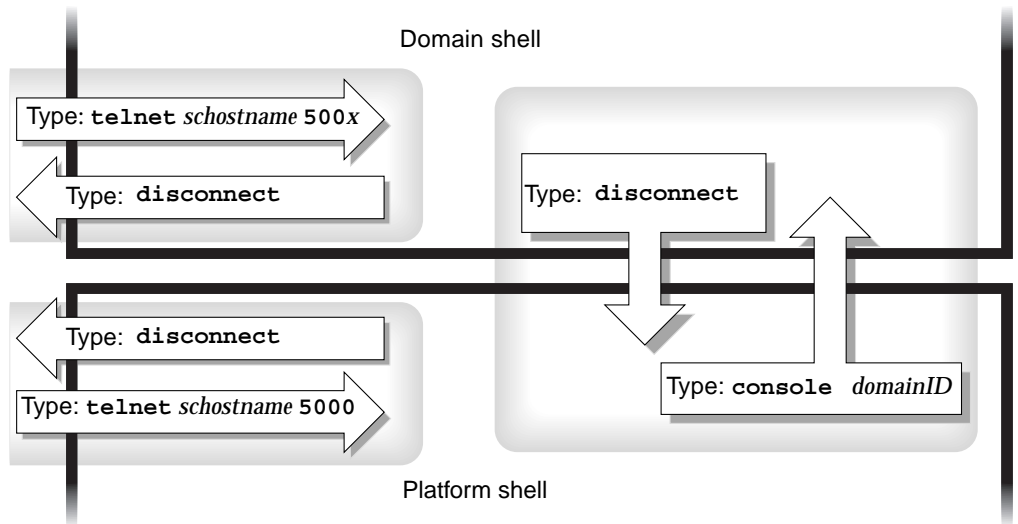 Domain shell
Type: telnet schostname 500x
Type: disconnect
Type: disconnect
Type: disconnect
Type: telnet schostname 5000
Type: console domainID
Platform shell